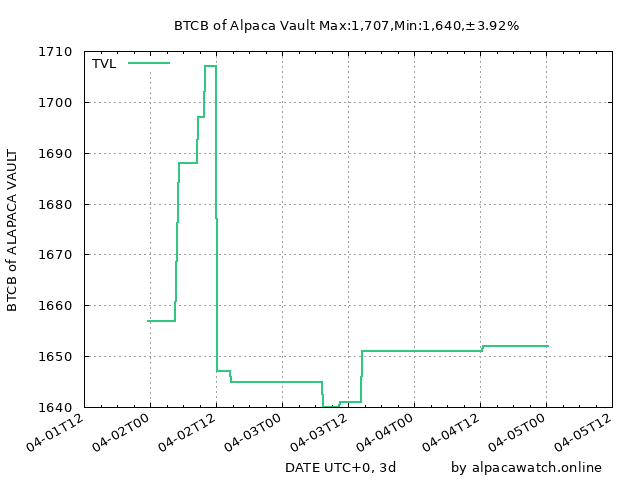 BTCB of Alpaca Vault Max:1,707,Min:1,640,±3.92%
TVL
BTCB of ALAPACA VAULT
1710
1700
1690
1680
1670
1660
1650
1640
04-01T12
04-02T00
04-02T12
04-03T00
04-03T12
04-04T00
04-04T12
04-05T00
04-05T12
DATE UTC+0, 3d
by alpacawatch.online